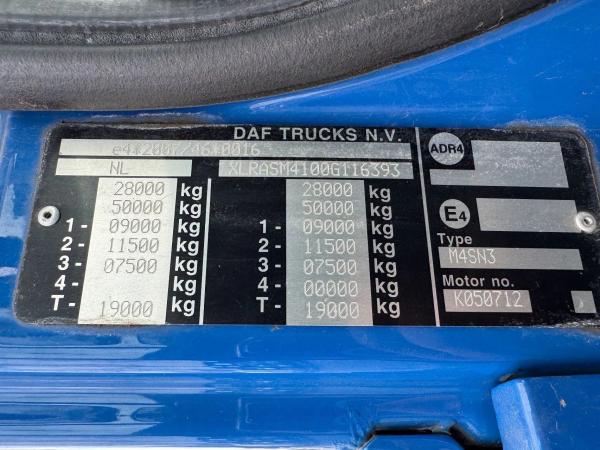 DAF TRUCKS N.V.
e4*2007/46*0016
NL XLRASM4100G116393
28000 kg 28000 kg
50000 kg 50000 kg
1- 09000 kg 1- 09000 kg
2- 11500 kg 2- 11500 kg
3- 07500 kg 3- 07500 kg
4- kg 4- 00000 kg
T- 19000 kg T- 19000 kg
ADR4
E4
Type
M4SN3
Motor no.
K050712